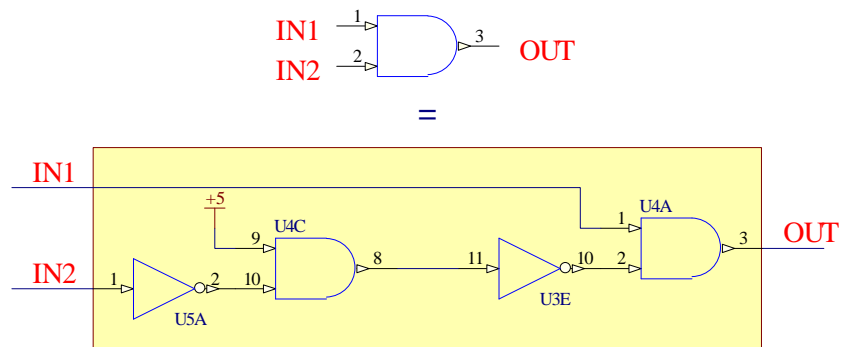 IN1 1
3 OUT
IN2 2
=
IN1
+5 U4C U4A
9 1
8 11 10 3 OUT
IN2 1 2 10 2
U5A U3E